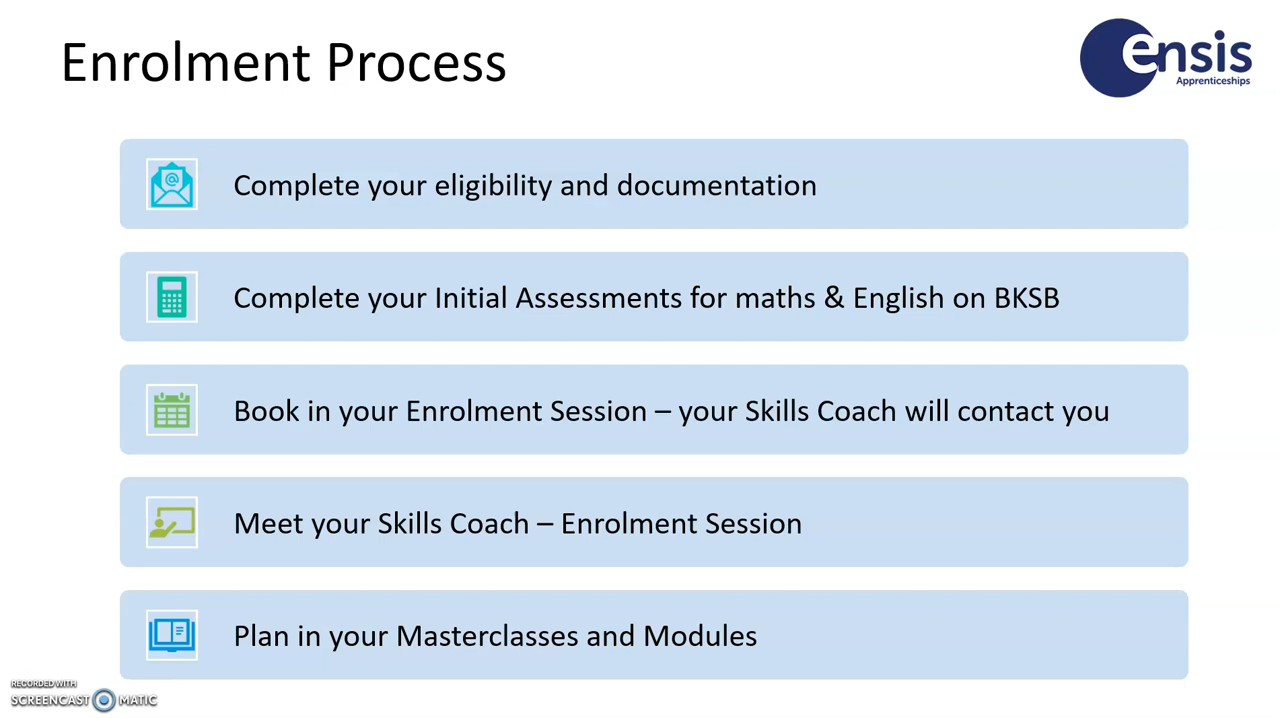 Enrolment Process
ensis
Apprenticeships
Complete your eligibility and documentation
Complete your Initial Assessments for maths & English on BKSB
Book in your Enrolment Session – your Skills Coach will contact you
Meet your Skills Coach – Enrolment Session
Plan in your Masterclasses and Modules
RECORDED WITH
SCREENCAST MATIC